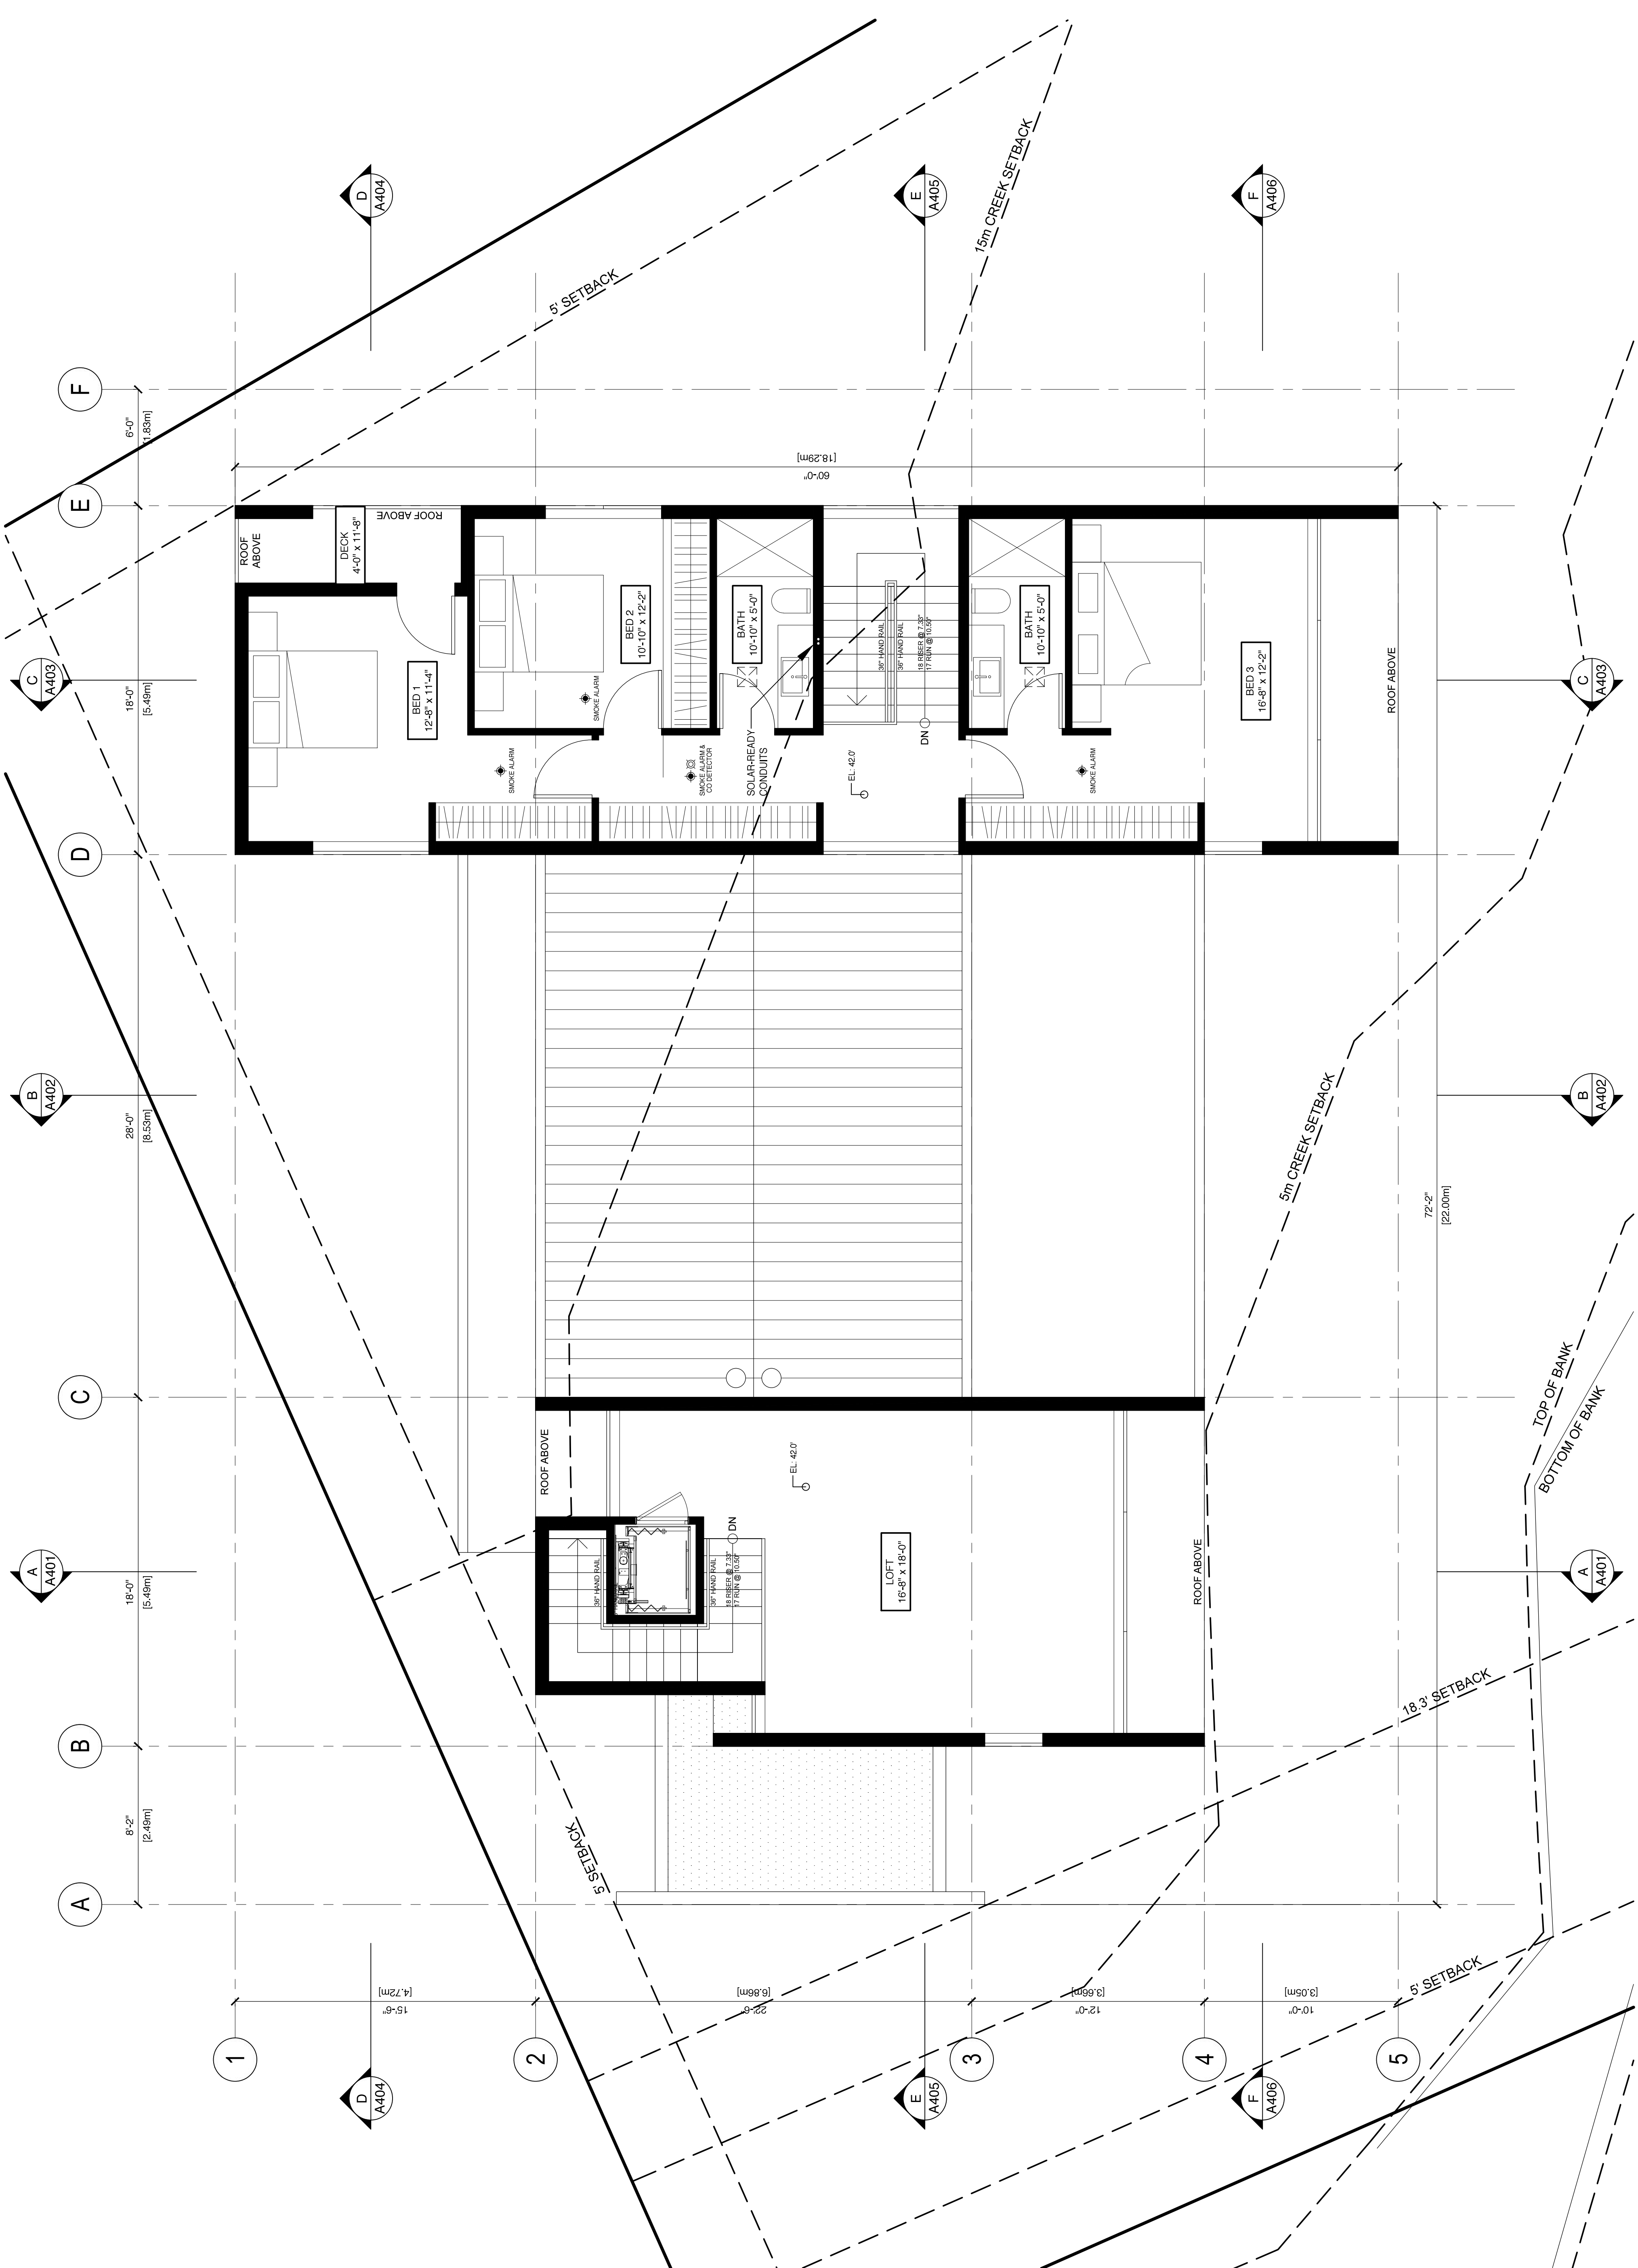 D
A404
E
A405
F
A406
15m CREEK SETBACK
5' SETBACK
F
6'-0"
[1.83m]
E
60'-0"
[18.29m]
ROOF
ABOVE
DECK
4'-0" x 11'-8"
ROOF ABOVE
C
A403
18'-0"
[5.49m]
BED 1
12'-8" x 11'-4"
BED 2
10'-10" x 12'-2"
BATH
10'-10" x 5'-0"
36" HAND RAIL
36" HAND RAIL
18 RISER @ 7.33"
17 RUN @ 10.50"
BATH
10'-10" x 5'-0"
BED 3
16'-8" x 12'-2"
ROOF ABOVE
C
A403
SMOKE ALARM
SMOKE ALARM
SMOKE ALARM &
CO DETECTOR
SOLAR-READY
CONDUITS
DN
EL: 42.0'
SMOKE ALARM
D
B
A402
28'-0"
[8.53m]
5m CREEK SETBACK
B
A402
72'-2"
[22.00m]
C
ROOF ABOVE
EL: 42.0'
TOP OF BANK
BOTTOM OF BANK
A
A401
18'-0"
[5.49m]
36" HAND RAIL
36" HAND RAIL
18 RISER @ 7.33"
17 RUN @ 10.50"
DN
LOFT
16'-8" x 18'-0"
ROOF ABOVE
A
A401
18.3' SETBACK
B
8'-2"
[2.49m]
5' SETBACK
A
15'-6"
[4.72m]
22'-6"
[6.86m]
12'-0"
[3.66m]
10'-0"
[3.05m]
5' SETBACK
1
2
3
4
5
D
A404
E
A405
F
A406